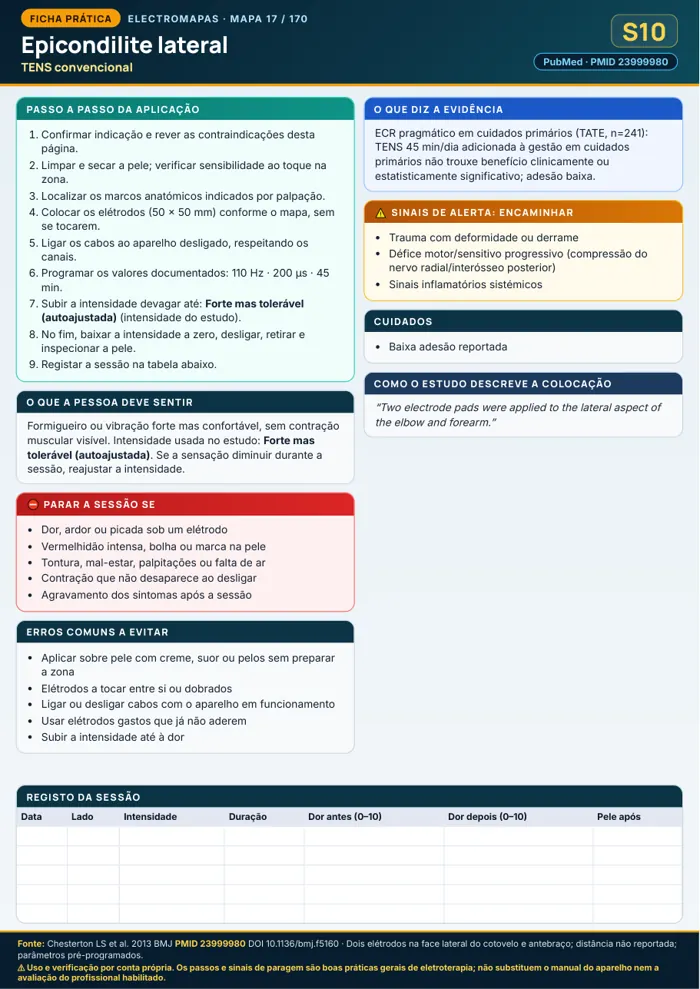 FICHA PRÁTICA ELECTROMAPAS · MAPA 17 / 170
Epicondilite lateral
TENS convencional
S10
PubMed · PMID 23999980
PASSO A PASSO DA APLICAÇÃO
1. Confirmar indicação e rever as contraindicações desta
página.
2. Limpar e secar a pele; verificar sensibilidade ao toque na
zona.
3. Localizar os marcos anatómicos indicados por palpação.
4. Colocar os elétrodos (50 × 50 mm) conforme o mapa, sem
se tocarem.
5. Ligar os cabos ao aparelho desligado, respeitando os
canais.
6. Programar os valores documentados: 110 Hz · 200 µs · 45
min.
7. Subir a intensidade devagar até: Forte mas tolerável
(autoajustada) (intensidade do estudo).
8. No fim, baixar a intensidade a zero, desligar, retirar e
inspecionar a pele.
9. Registar a sessão na tabela abaixo.
O QUE A PESSOA DEVE SENTIR
Formigueiro ou vibração forte mas confortável, sem contração
muscular visível. Intensidade usada no estudo: Forte mas
tolerável (autoajustada). Se a sensação diminuir durante a
sessão, reajustar a intensidade.
⛔ PARAR A SESSÃO SE
• Dor, ardor ou picada sob um elétrodo
• Vermelhidão intensa, bolha ou marca na pele
• Tontura, mal-estar, palpitações ou falta de ar
• Contração que não desaparece ao desligar
• Agravamento dos sintomas após a sessão
ERROS COMUNS A EVITAR
• Aplicar sobre pele com creme, suor ou pelos sem preparar
a zona
• Elétrodos a tocar entre si ou dobrados
• Ligar ou desligar cabos com o aparelho em funcionamento
• Usar elétrodos gastos que já não aderem
• Subir a intensidade até à dor
O QUE DIZ A EVIDÊNCIA
ECR pragmático em cuidados primários (TATE, n=241):
TENS 45 min/dia adicionada à gestão em cuidados
primários não trouxe benefício clinicamente ou
estatisticamente significativo; adesão baixa.
⚠ SINAIS DE ALERTA: ENCAMINHAR
• Trauma com deformidade ou derrame
• Défice motor/sensitivo progressivo (compressão do
nervo radial/interósseo posterior)
• Sinais inflamatórios sistémicos
CUIDADOS
• Baixa adesão reportada
COMO O ESTUDO DESCREVE A COLOCAÇÃO
“Two electrode pads were applied to the lateral aspect of
the elbow and forearm.”
REGISTO DA SESSÃO
Data Lado Intensidade Duração Dor antes (0–10) Dor depois (0–10) Pele após
Fonte: Chesterton LS et al. 2013 BMJ PMID 23999980 DOI 10.1136/bmj.f5160 · Dois elétrodos na face lateral do cotovelo e antebraço; distância não reportada;
parâmetros pré-programados.
⚠ Uso e verificação por conta própria. Os passos e sinais de paragem são boas práticas gerais de eletroterapia; não substituem o manual do aparelho nem a
avaliação do profissional habilitado.